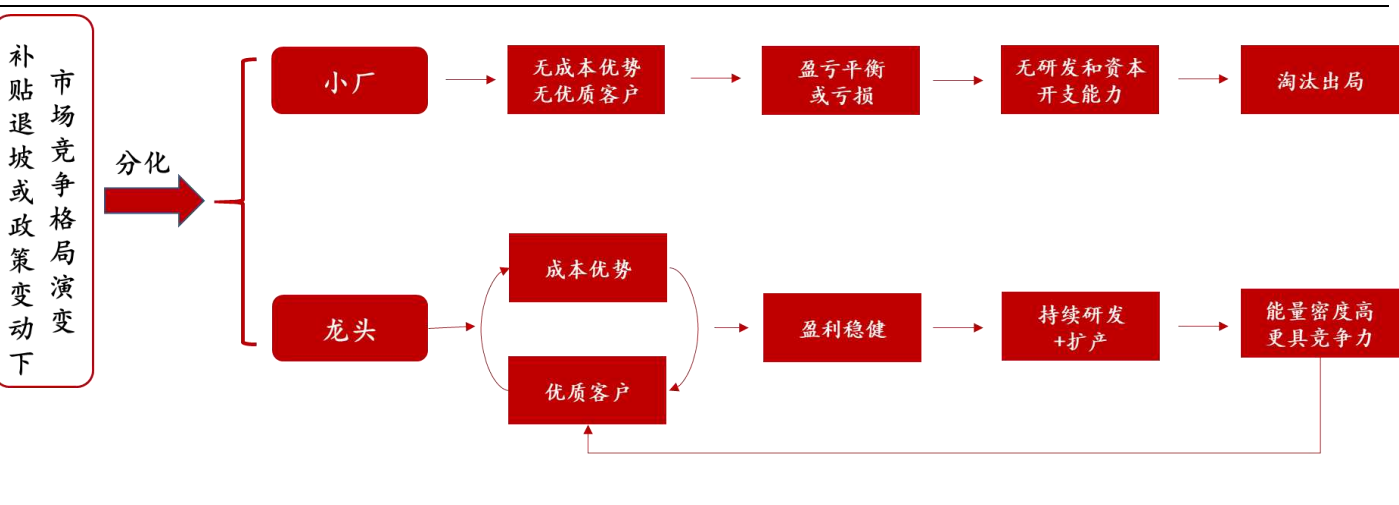 补贴退坡或政策变动下
市场竞争格局演变
分化
小厂
无成本优势
无优质客户
盈亏平衡
或亏损
无研发和资本
开支能力
淘汰出局
龙头
成本优势
优质客户
盈利稳健
持续研发
+扩产
能量密度高
更具竞争力